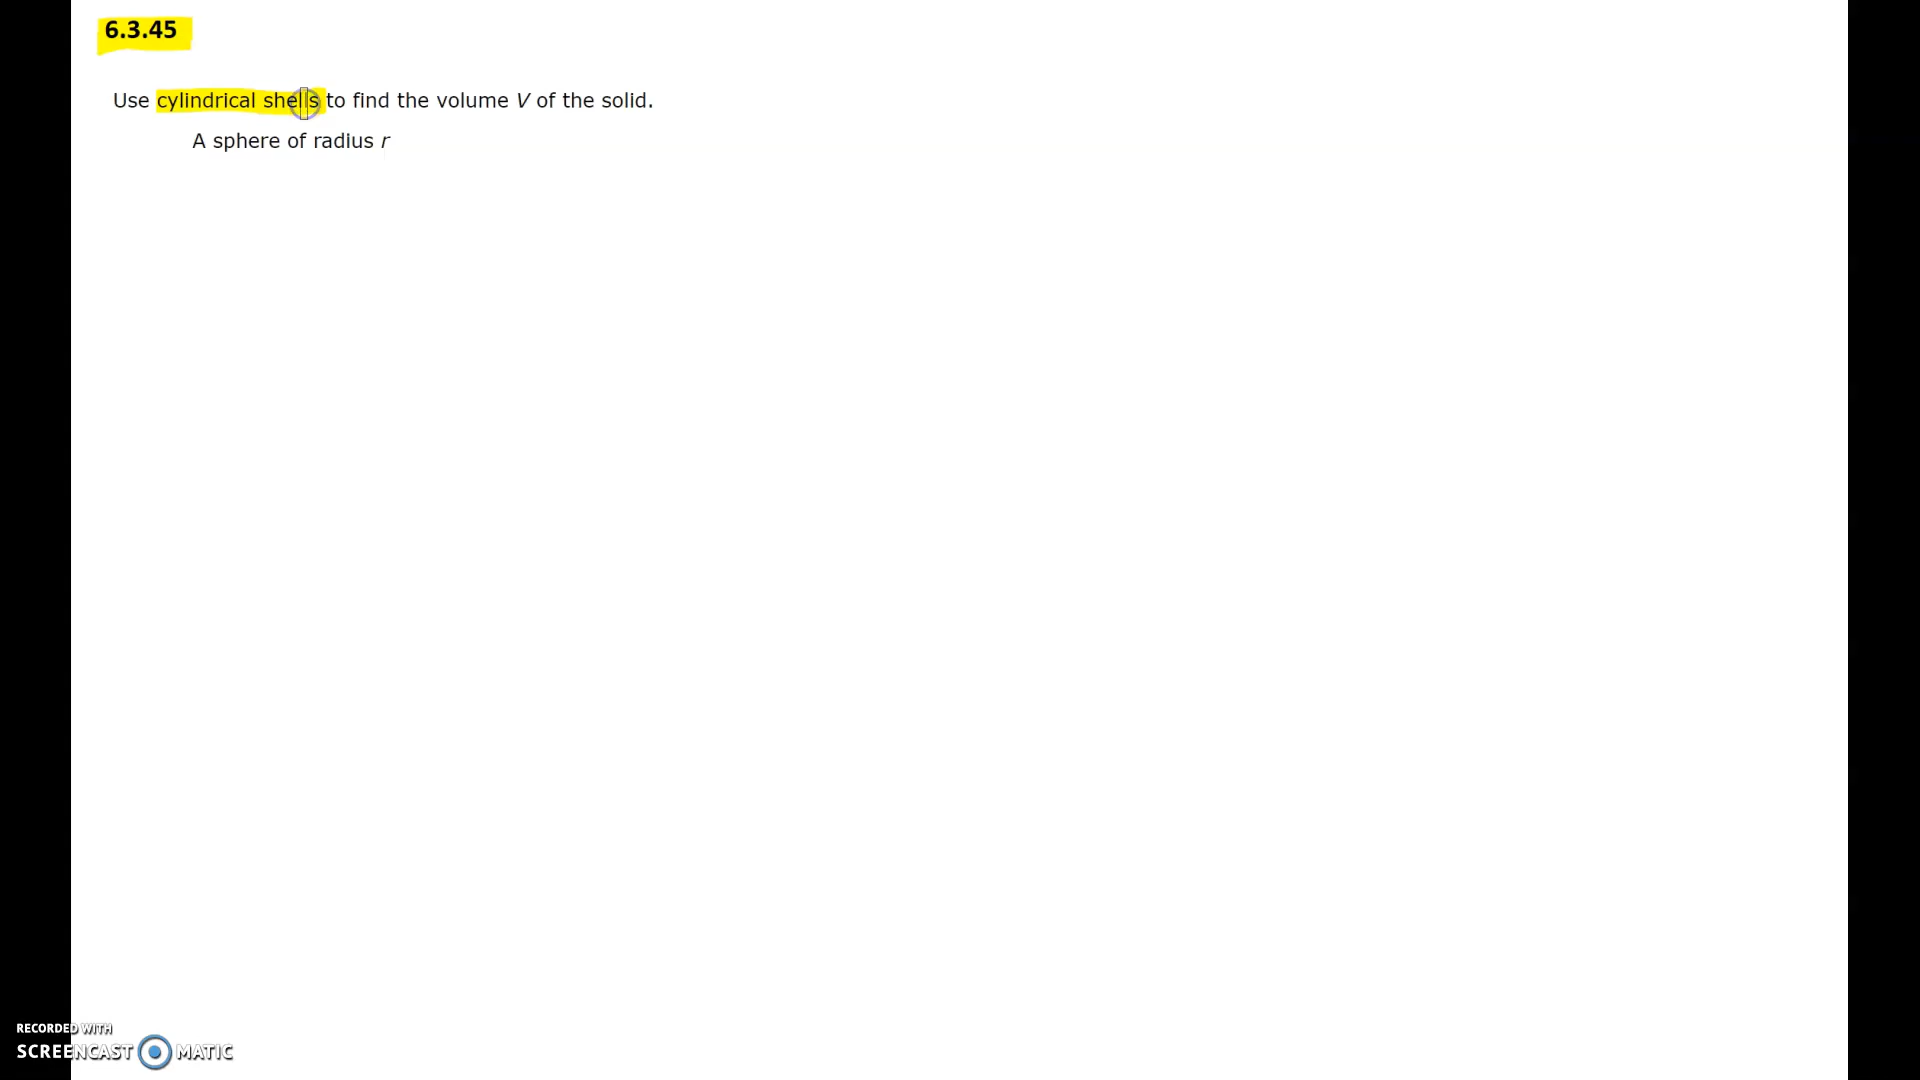 6.3.45
Use cylindrical shells to find the volume V of the solid.
A sphere of radius r
RECORDED WITH
SCREENCAST MATIC